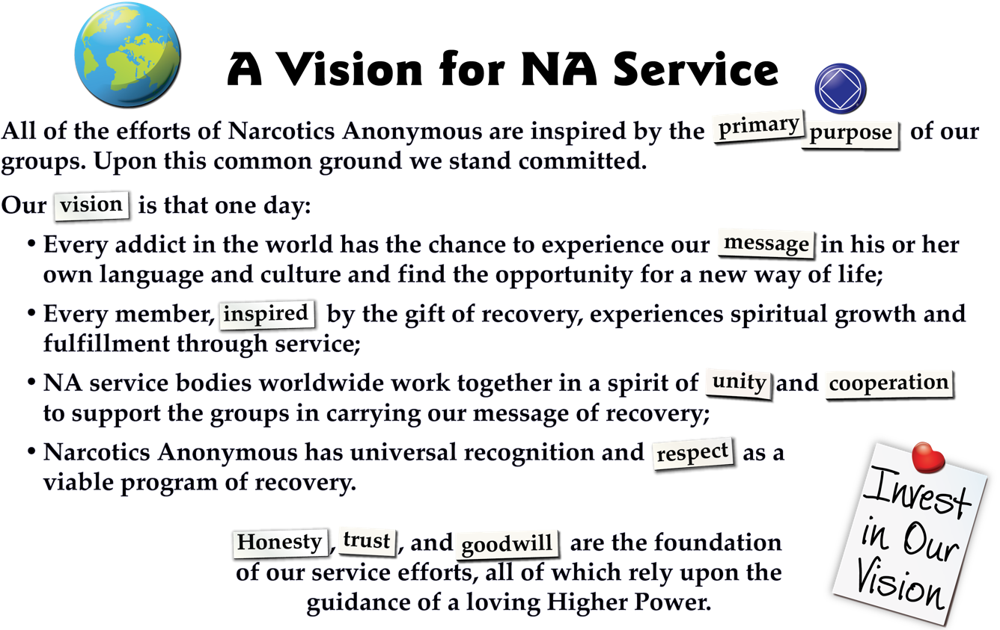 A Vision for NA Service
All of the efforts of Narcotics Anonymous are inspired by the primary purpose of our
groups. Upon this common ground we stand committed.
Our vision is that one day:
• Every addict in the world has the chance to experience our message in his or her
own language and culture and find the opportunity for a new way of life;
• Every member, inspired by the gift of recovery, experiences spiritual growth and
fulfillment through service;
• NA service bodies worldwide work together in a spirit of unity and cooperation
to support the groups in carrying our message of recovery;
• Narcotics Anonymous has universal recognition and respect as a
viable program of recovery.
Honesty, trust, and goodwill are the foundation
of our service efforts, all of which rely upon the
guidance of a loving Higher Power.
Invest
in Our
Vision